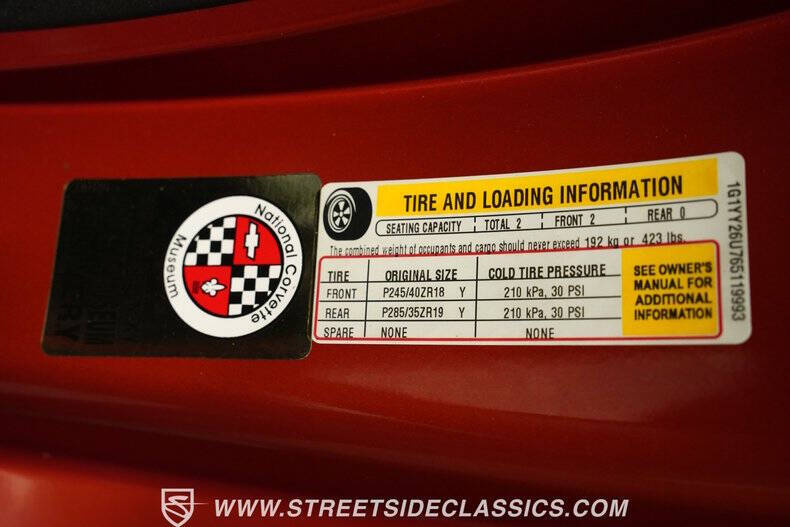 National Corvette
Museum
TIRE AND LOADING INFORMATION
SEATING CAPACITY TOTAL 2 FRONT 2 REAR 0
The combined weight of occupants and cargo should never exceed 192 kg or 423 lbs.
TIRE ORIGINAL SIZE COLD TIRE PRESSURE
FRONT P245/40ZR18 Y 210 kPa, 30 PSI
REAR P285/35ZR19 Y 210 kPa, 30 PSI
SPARE NONE NONE
SEE OWNER'S
MANUAL FOR
ADDITIONAL
INFORMATION
1G1YY26U765119993
WWW.STREETSIDECLASSICS.COM